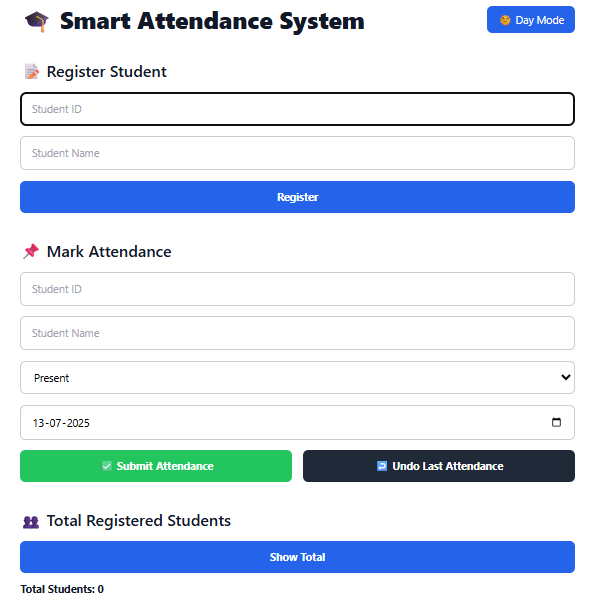 Smart Attendance System
Day Mode
Register Student
Student ID
Student Name
Register
Mark Attendance
Student ID
Student Name
Present
13-07-2025
Submit Attendance
Undo Last Attendance
Total Registered Students
Show Total
Total Students: 0